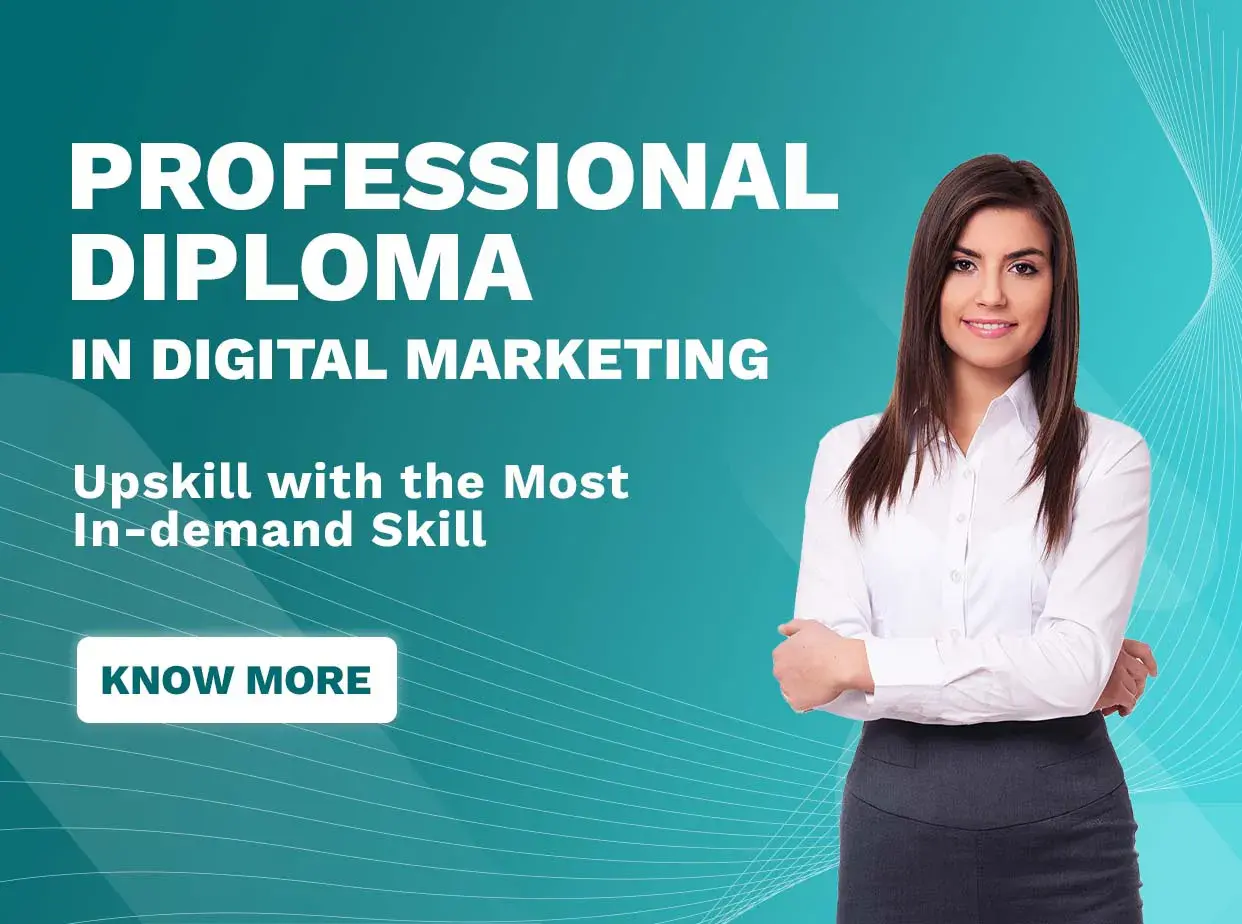 PROFESSIONAL
DIPLOMA
IN DIGITAL MARKETING
Upskill with the Most
In-demand Skill
KNOW MORE